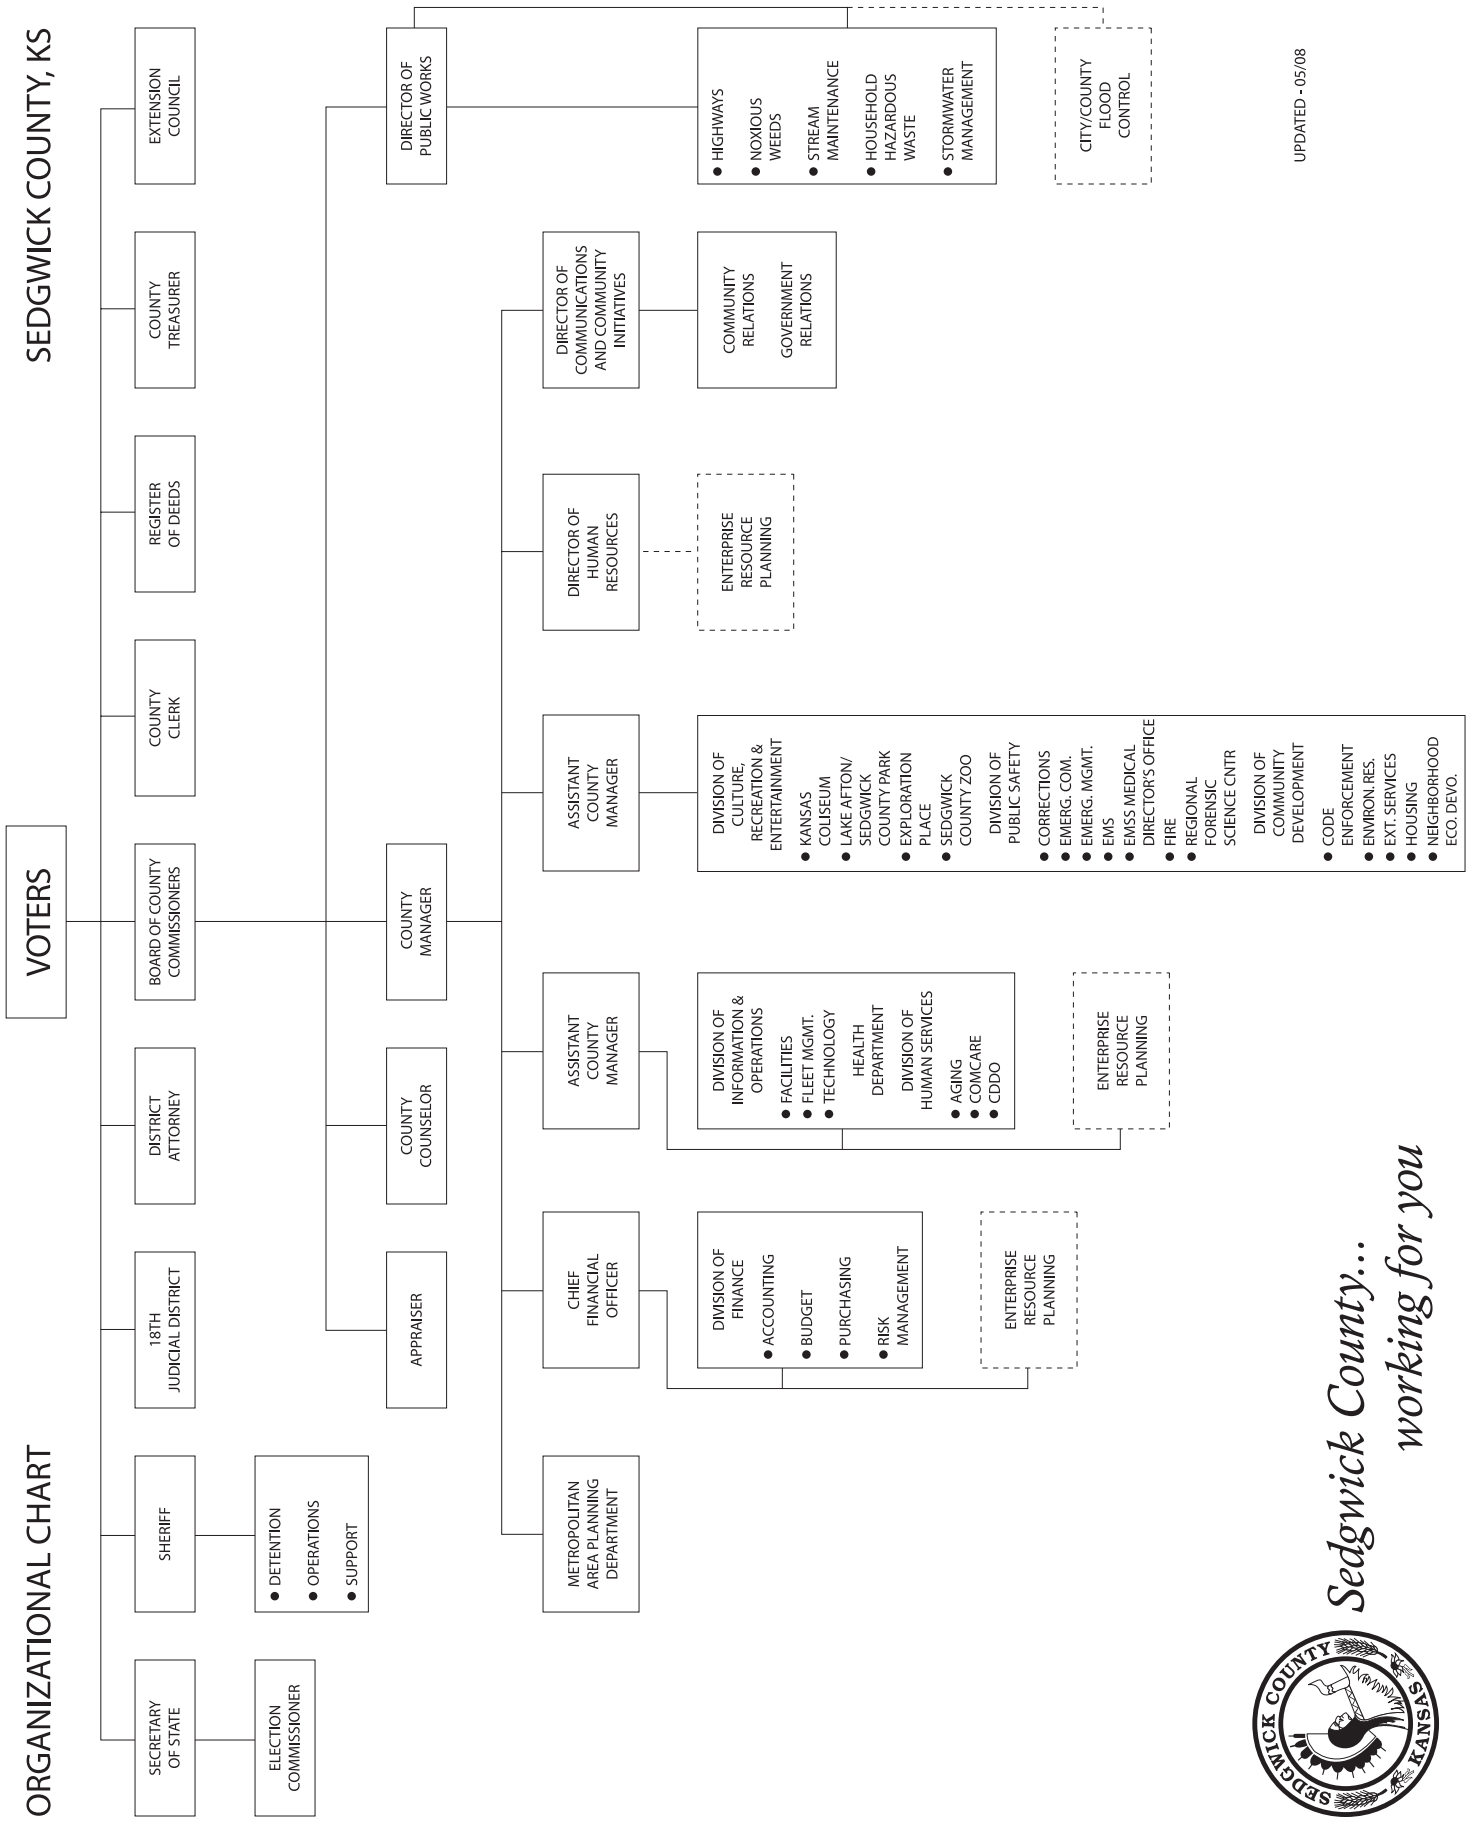 ORGANIZATIONAL CHART
SEDGWICK COUNTY, KS
VOTERS
SECRETARY
OF STATE
SHERIFF
18TH
JUDICIAL DISTRICT
DISTRICT
ATTORNEY
BOARD OF COUNTY
COMMISSIONERS
COUNTY
CLERK
REGISTER
OF DEEDS
COUNTY
TREASURER
EXTENSION
COUNCIL
ELECTION
COMMISSIONER
● DETENTION
● OPERATIONS
● SUPPORT
APPRAISER
COUNTY
COUNSELOR
COUNTY
MANAGER
DIRECTOR OF
PUBLIC WORKS
METROPOLITAN
AREA PLANNING
DEPARTMENT
CHIEF
FINANCIAL
OFFICER
ASSISTANT
COUNTY
MANAGER
ASSISTANT
COUNTY
MANAGER
DIRECTOR OF
HUMAN
RESOURCES
DIRECTOR OF
COMMUNICATIONS
AND COMMUNITY
INITIATIVES
DIVISION OF
FINANCE
● ACCOUNTING
● BUDGET
● PURCHASING
● RISK
MANAGEMENT
ENTERPRISE
RESOURCE
PLANNING
DIVISION OF
INFORMATION &
OPERATIONS
● FACILITIES
● FLEET MGMT.
● TECHNOLOGY
HEALTH
DEPARTMENT
DIVISION OF
HUMAN SERVICES
● AGING
● COMCARE
● CDDO
ENTERPRISE
RESOURCE
PLANNING
DIVISION OF
CULTURE,
RECREATION &
ENTERTAINMENT
● KANSAS
COLISEUM
● LAKE AFTON/
SEDGWICK
COUNTY PARK
● EXPLORATION
PLACE
● SEDGWICK
COUNTY ZOO
DIVISION OF
PUBLIC SAFETY
● CORRECTIONS
● EMERG. COM.
● EMERG. MGMT.
● EMS
● EMSS MEDICAL
DIRECTOR'S OFFICE
● FIRE
● REGIONAL
FORENSIC
SCIENCE CNTR
DIVISION OF
COMMUNITY
DEVELOPMENT
● CODE
ENFORCEMENT
● ENVIRON. RES.
● EXT. SERVICES
● HOUSING
● NEIGHBORHOOD
ECO. DEVO.
ENTERPRISE
RESOURCE
PLANNING
COMMUNITY
RELATIONS
GOVERNMENT
RELATIONS
● HIGHWAYS
● NOXIOUS
WEEDS
● STREAM
MAINTENANCE
● HOUSEHOLD
HAZARDOUS
WASTE
● STORMWATER
MANAGEMENT
CITY/COUNTY
FLOOD
CONTROL
SEDGWICK COUNTY
KANSAS
Sedgwick County...
working for you
UPDATED - 05/08